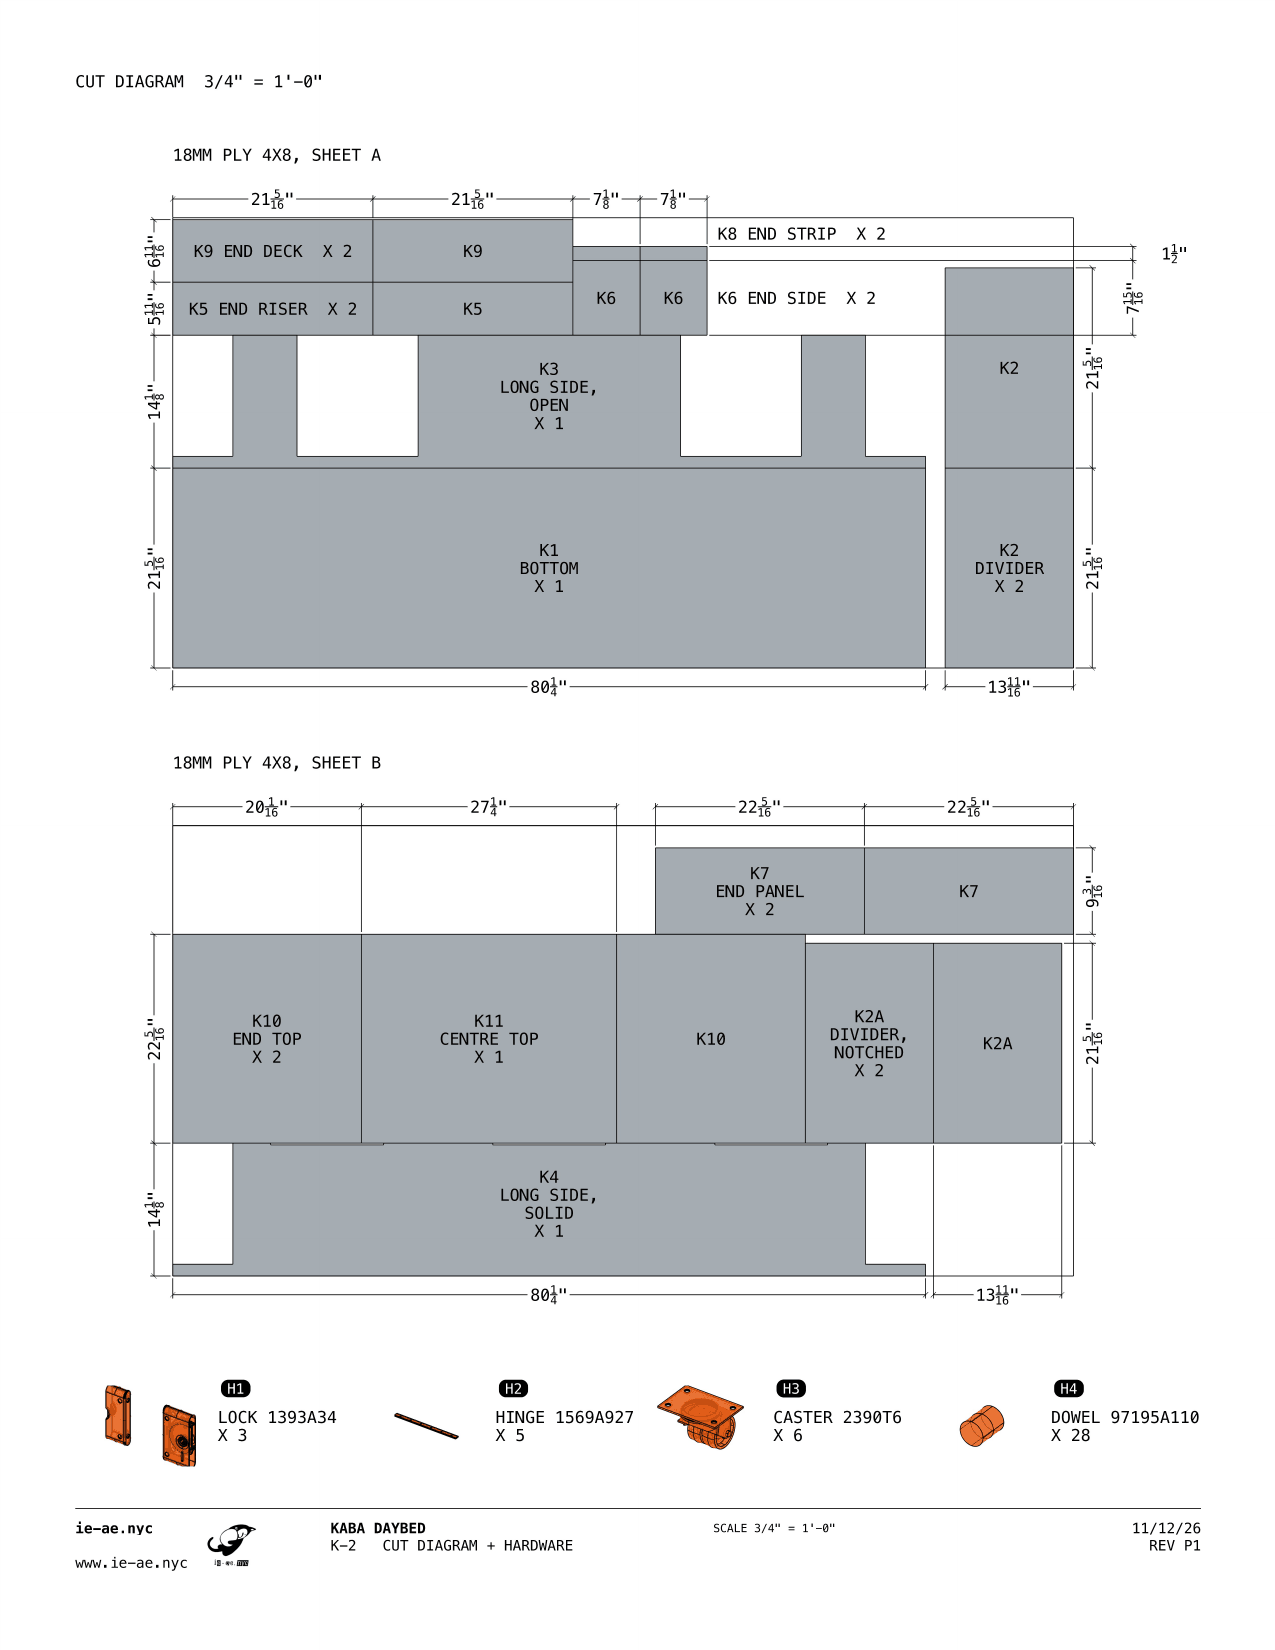 CUT DIAGRAM  3/4" = 1'-0"
18MM PLY 4X8, SHEET A
21 5/16" 21 5/16" 7 1/8" 7 1/8"
K8 END STRIP  X 2
1 1/2"
6 11/16"
K9 END DECK  X 2
K9
K6
K6
K6 END SIDE  X 2
7 15/16"
5 11/16"
K5 END RISER  X 2
K5
14 1/8"
K3
LONG SIDE,
OPEN
X 1
K2
21 5/16"
21 5/16"
K1
BOTTOM
X 1
K2
DIVIDER
X 2
21 5/16"
80 1/4"
13 11/16"
18MM PLY 4X8, SHEET B
20 1/16" 27 1/4" 22 5/16" 22 5/16"
K7
END PANEL
X 2
K7
9 3/16"
22 5/16"
K10
END TOP
X 2
K11
CENTRE TOP
X 1
K10
K2A
DIVIDER,
NOTCHED
X 2
K2A
21 5/16"
14 1/8"
K4
LONG SIDE,
SOLID
X 1
80 1/4"
13 11/16"
H1
LOCK 1393A34
X 3
H2
HINGE 1569A927
X 5
H3
CASTER 2390T6
X 6
H4
DOWEL 97195A110
X 28
ie-ae.nyc
www.ie-ae.nyc
ie-ae.nyc
KABA DAYBED
K-2   CUT DIAGRAM + HARDWARE
SCALE 3/4" = 1'-0"
11/12/26
REV P1